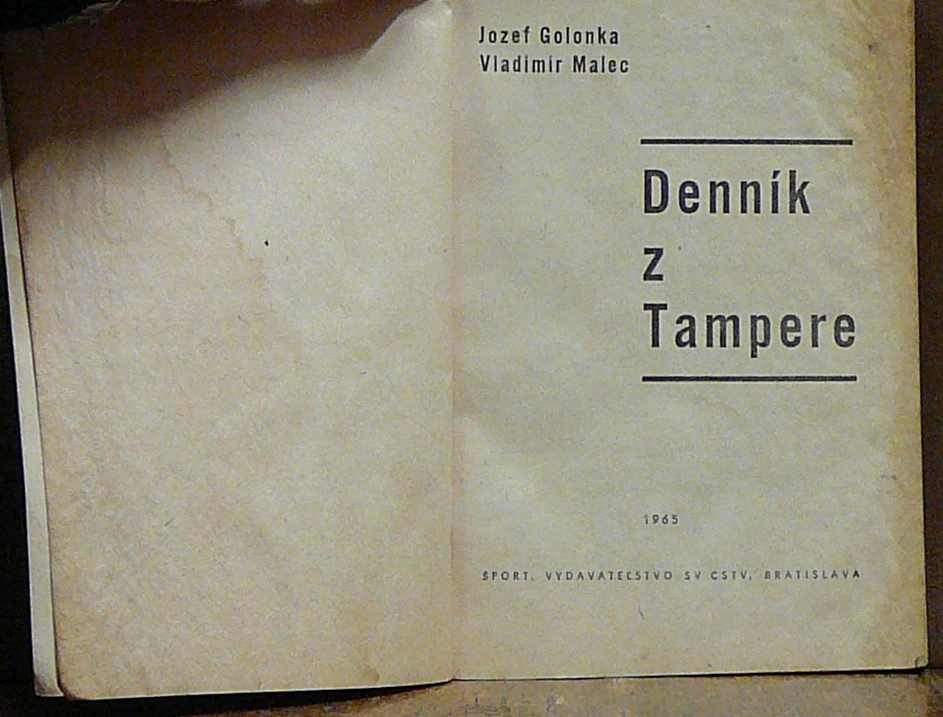 Jozef Golonka
Vladimír Malec
Denník
z
Tampere
1965
ŠPORT, VYDAVATEĽSTVO SV ČSTV, BRATISLAVA